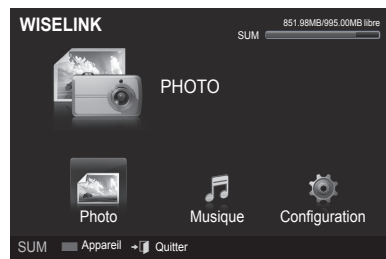 WISELINK
851.98MB/995.00MB libre
SUM
PHOTO
Photo Musique Configuration
SUM Appareil Quitter